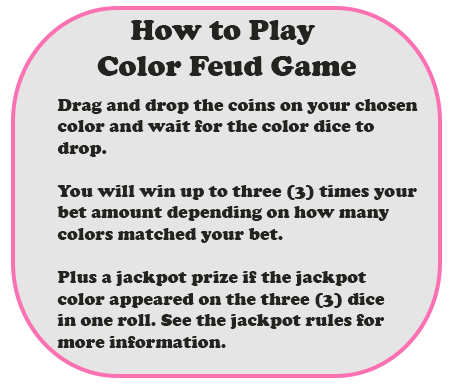 How to Play
Color Feud Game
Drag and drop the coins on your chosen
color and wait for the color dice to
drop.
You will win up to three (3) times your
bet amount depending on how many
colors matched your bet.
Plus a jackpot prize if the jackpot
color appeared on the three (3) dice
in one roll. See the jackpot rules for
more information.